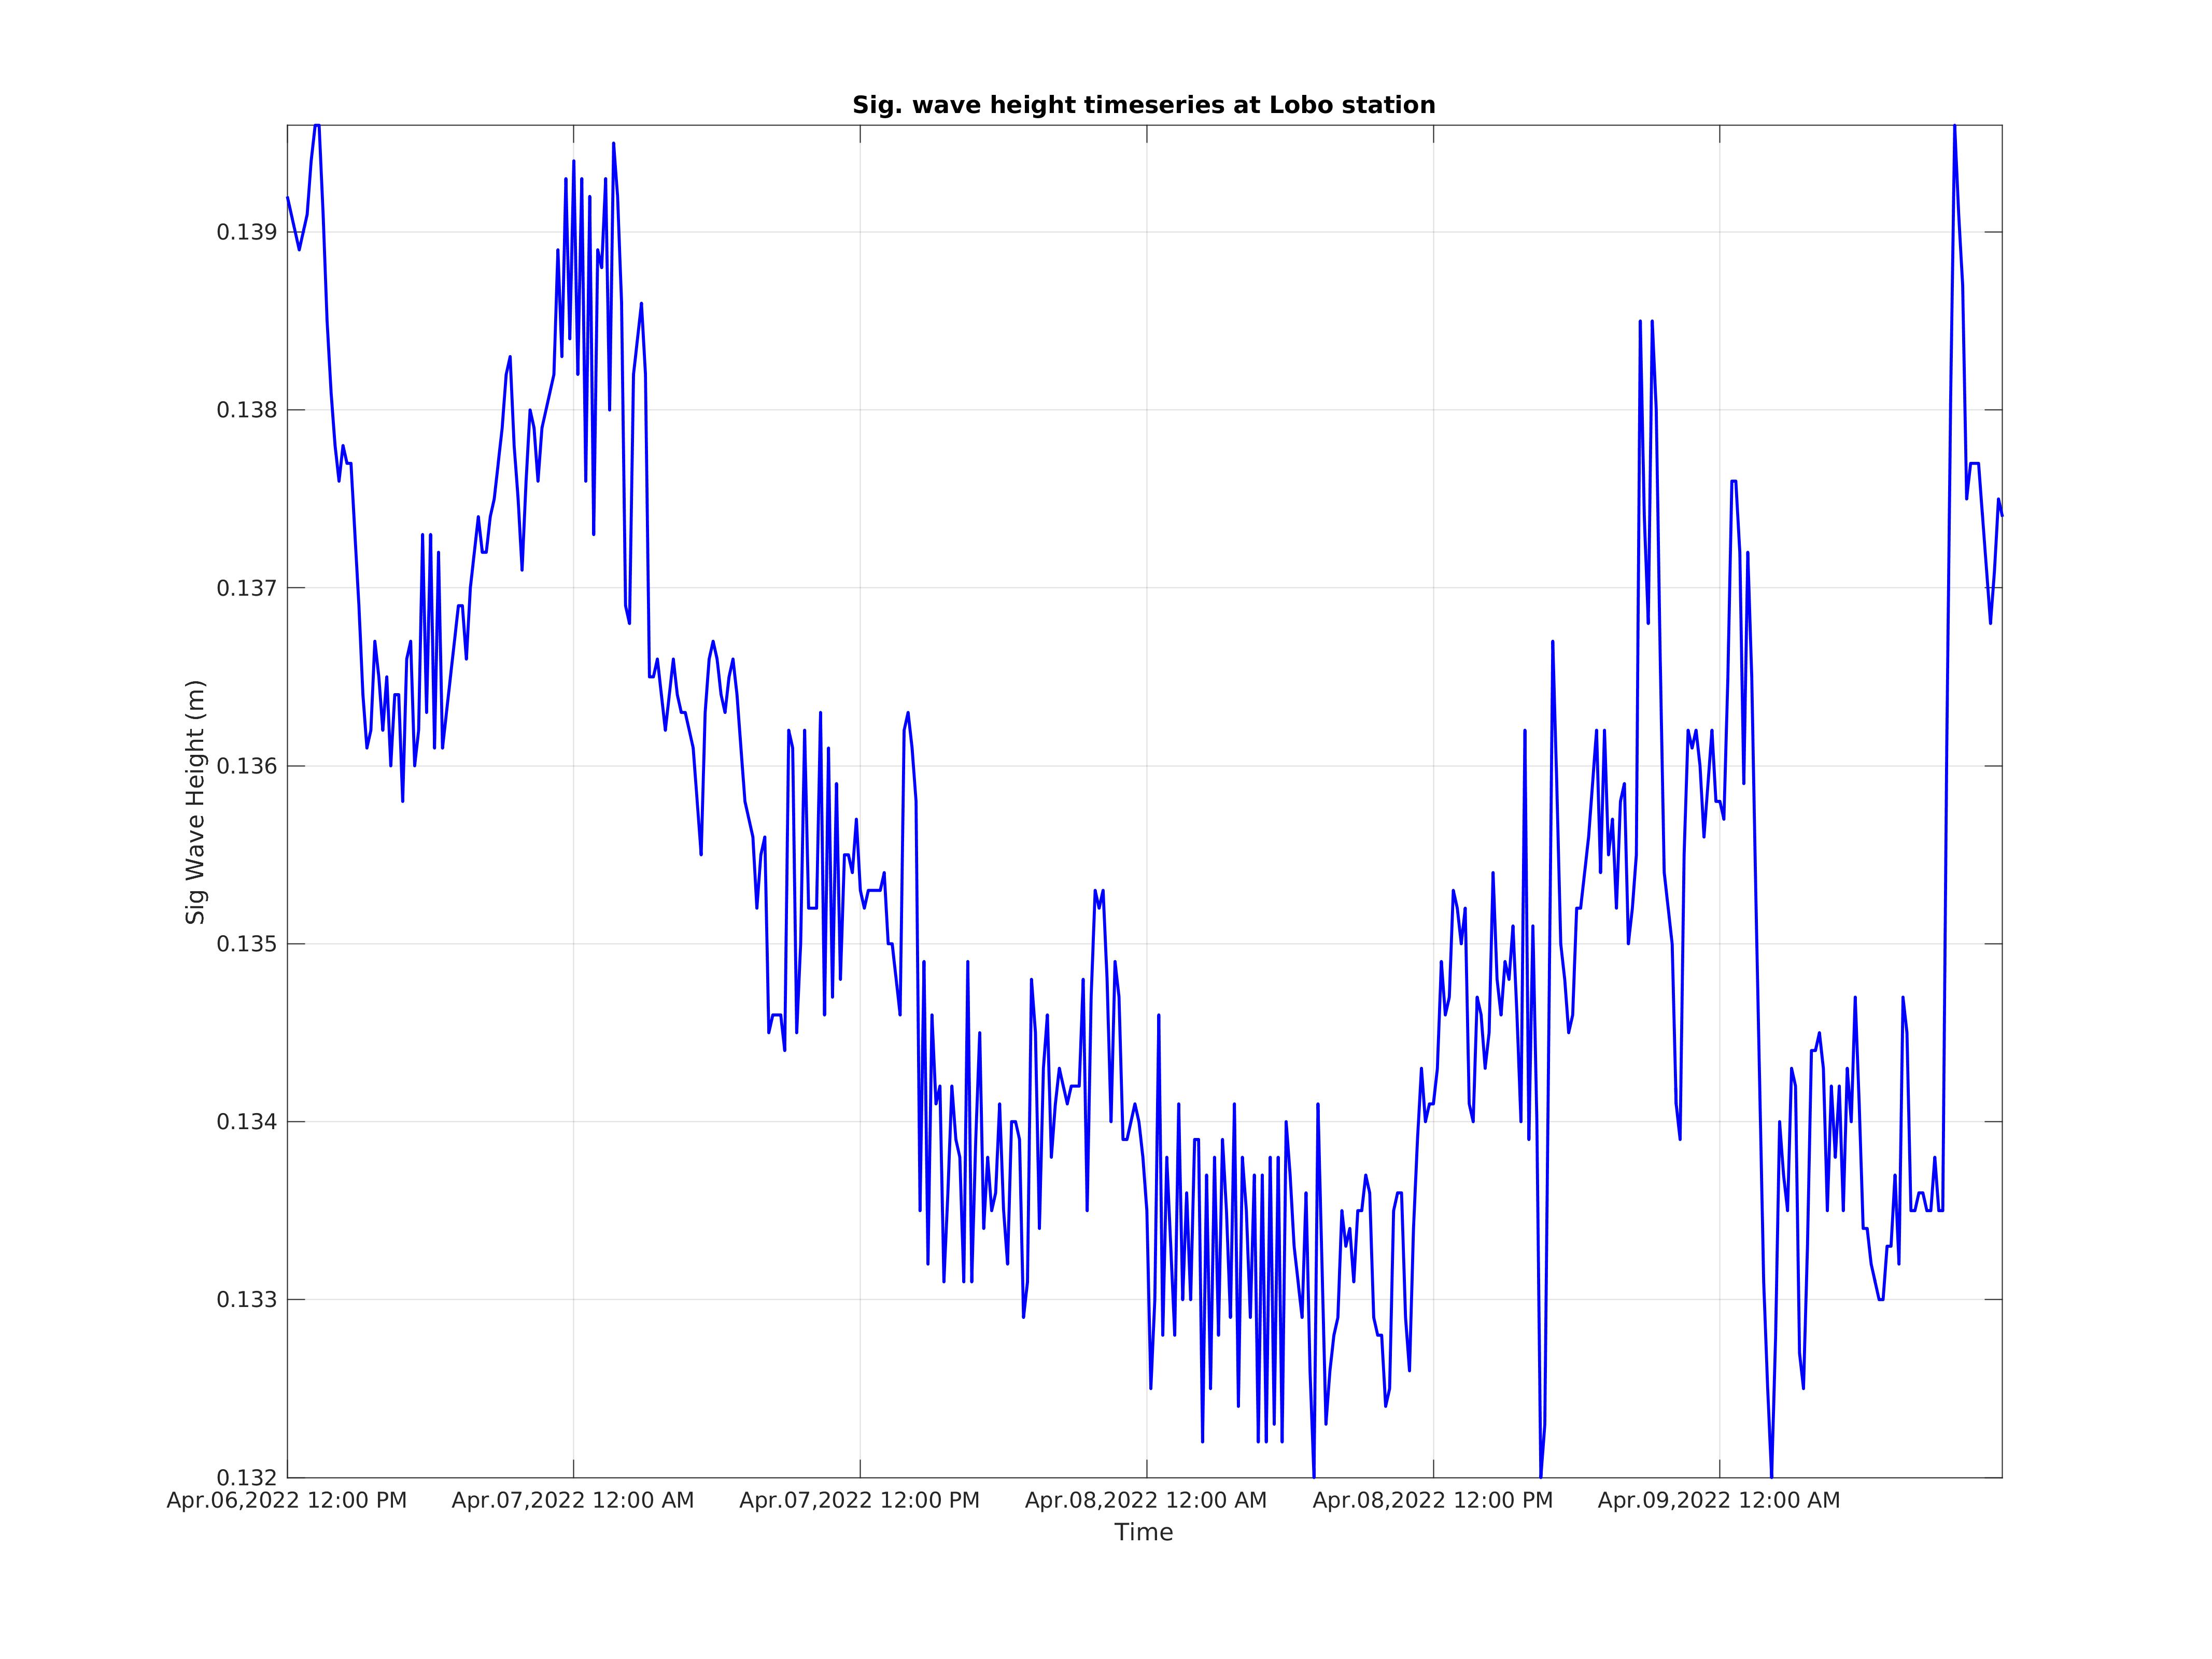 Sig. wave height timeseries at Lobo station
0.139
0.138
0.137
0.136
0.135
0.134
0.133
0.132
Sig Wave Height (m)
Apr.06,2022 12:00 PM Apr.07,2022 12:00 AM Apr.07,2022 12:00 PM Apr.08,2022 12:00 AM Apr.08,2022 12:00 PM Apr.09,2022 12:00 AM
Time